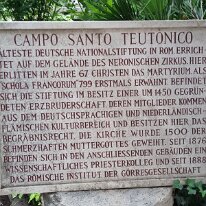 CAMPO SANTO TEUTONICO
ÄLTESTE DEUTSCHE NATIONALSTIFTUNG IN ROM ERRICH-
TET AUF DEM GELÄNDE DES NERONISCHEN ZIRKUS. HIER
ERLITTEN IM JAHRE 67 CHRISTEN DAS MARTYRIUM ALS
SCHOLA FRANCORUM 799 ERSTMALS ERWÄHNT. BEFINDET
SICH DIE STIFTUNG IM BESITZ EINER UM 1450 GEGRÜN-
DETEN ERZBRUDERSCHAFT DEREN MITGLIEDER KOMMEN
AUS DEM DEUTSCHSPRACHIGEN UND NIEDERLÄNDISCH-
FLÄMISCHEN KULTURBEREICH UND BESITZEN HIER DAS
BEGRÄBNISRECHT. DIE KIRCHE WURDE 1500 DER
SCHMERZHAFTEN MUTTERGOTTES GEWEIHT. SEIT 1876
BEFINDEN SICH IN DEN ANSCHLIESSENDEN GEBÄUDEN EIN
WISSENSCHAFTLICHES PRIESTERKOLLEG UND SEIT 1888
DAS RÖMISCHE INSTITUT DER GÖRRESGESELLSCHAFT